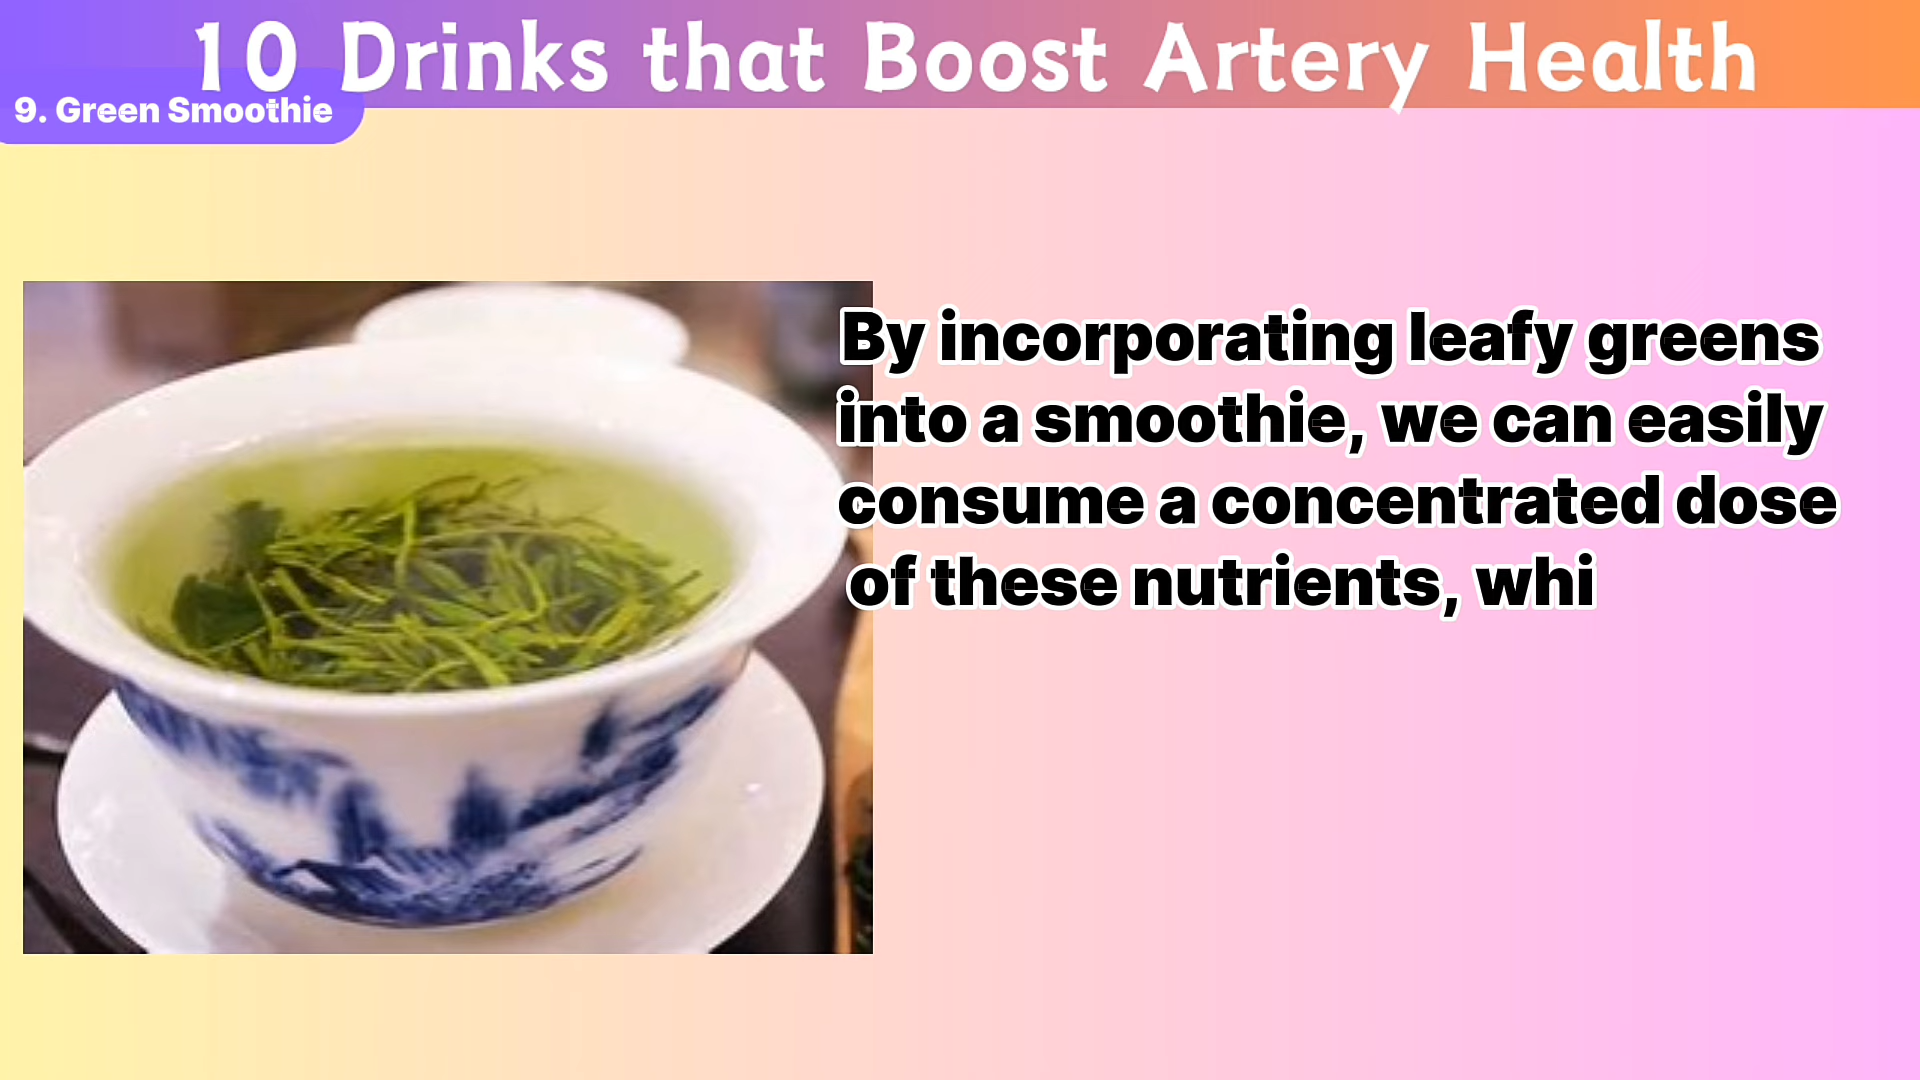 10 Drinks that Boost Artery Health
9. Green Smoothie
By incorporating leafy greens
into a smoothie, we can easily
consume a concentrated dose
of these nutrients, whi